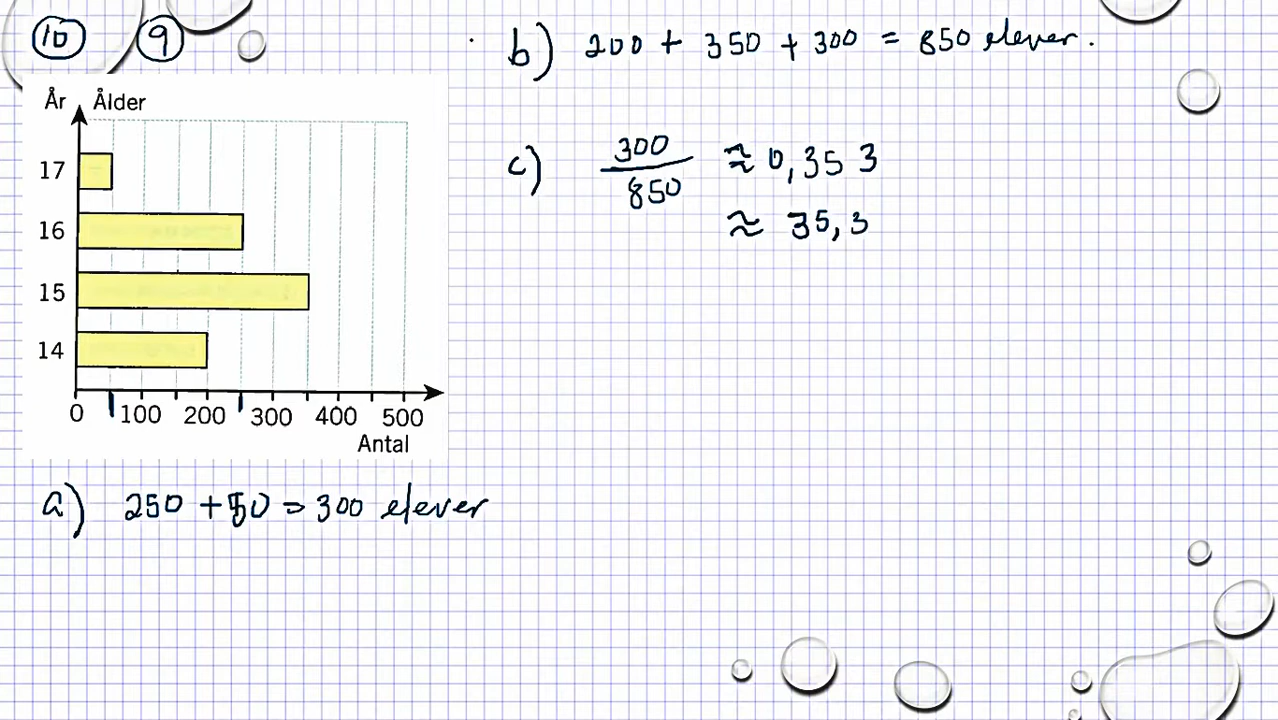 10 9
År Ålder
17
16
15
14
0 100 200 300 400 500
Antal
a) 250 + 50 = 300 elever
b) 200 + 350 + 300 = 850 elever.
c) 300/850 ≈ 0,353
≈ 35,3